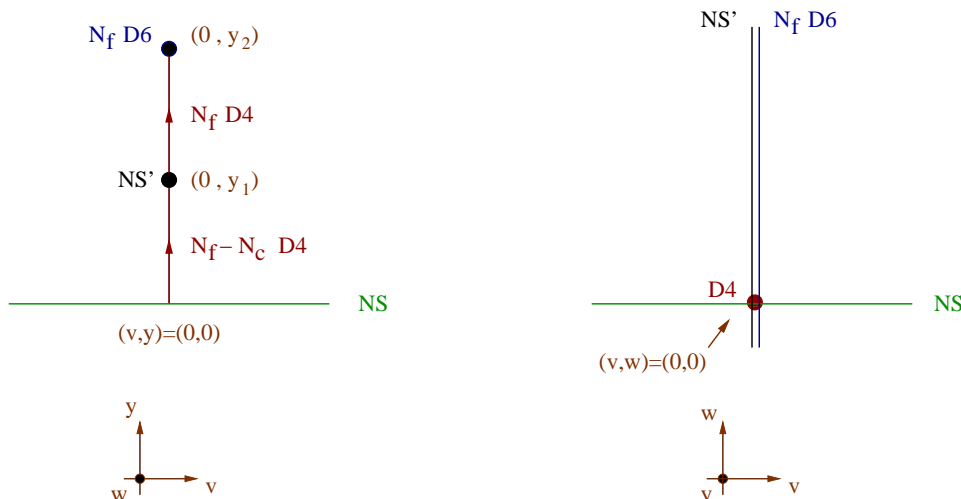 N_f D6 (0 , y_2)
N_f D4
NS' (0 , y_1)
N_f – N_c D4
NS
(v,y)=(0,0)
y
w v
NS' N_f D6
D4
NS
(v,w)=(0,0)
w
y v